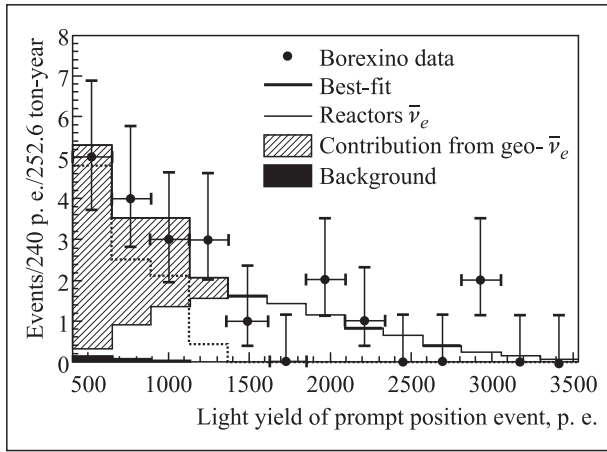 8
7
6
5
4
3
2
1
0
Events/240 p. e./252.6 ton-year
Borexino data
Best-fit
Reactors ν̄e
Contribution from geo- ν̄e
Background
500 1000 1500 2000 2500 3000 3500
Light yield of prompt position event, p. e.